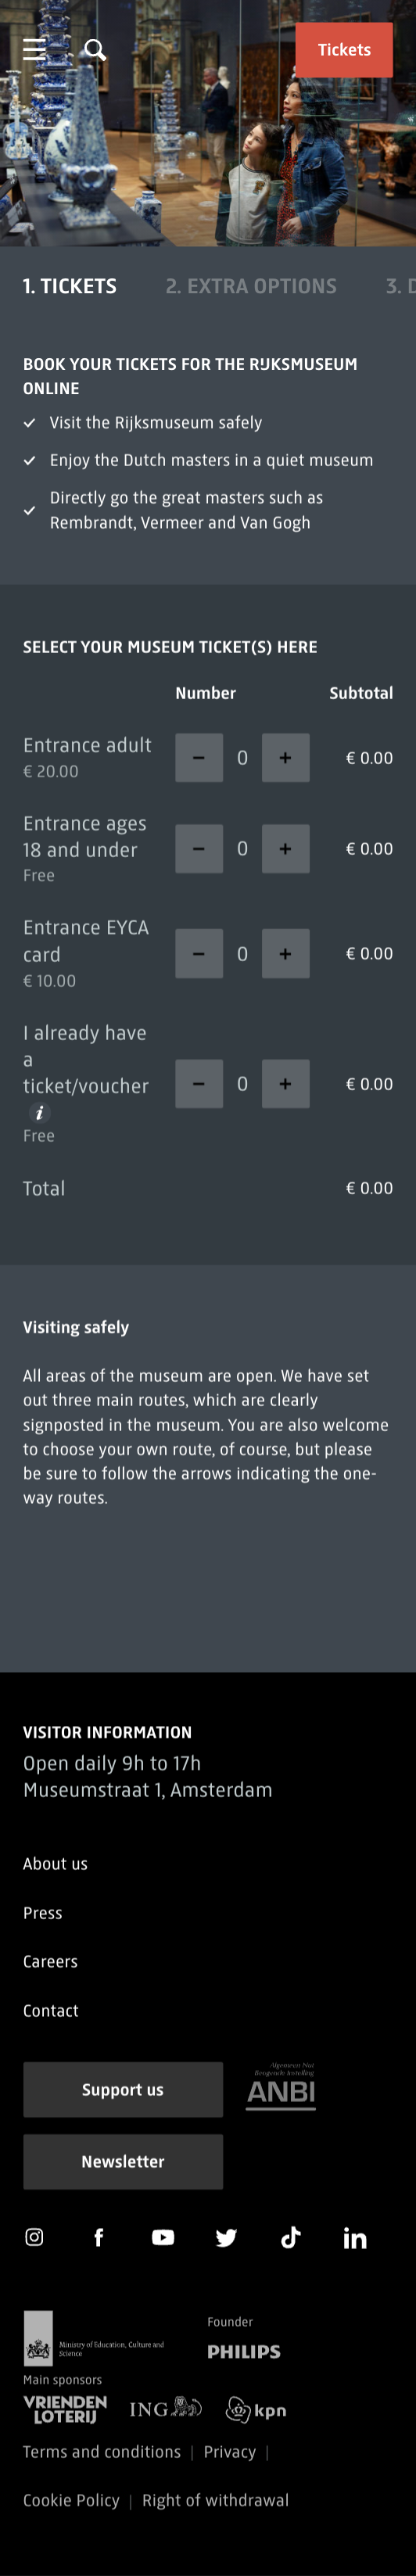 Tickets
1. TICKETS 2. EXTRA OPTIONS 3. D
BOOK YOUR TICKETS FOR THE RIJKSMUSEUM
ONLINE
Visit the Rijksmuseum safely
Enjoy the Dutch masters in a quiet museum
Directly go the great masters such as
Rembrandt, Vermeer and Van Gogh
SELECT YOUR MUSEUM TICKET(S) HERE
Number Subtotal
Entrance adult
€ 20.00
− 0 + € 0.00
Entrance ages
18 and under
Free
− 0 + € 0.00
Entrance EYCA
card
€ 10.00
− 0 + € 0.00
I already have
a
ticket/voucher
i
Free
− 0 + € 0.00
Total € 0.00
Visiting safely
All areas of the museum are open. We have set
out three main routes, which are clearly
signposted in the museum. You are also welcome
to choose your own route, of course, but please
be sure to follow the arrows indicating the one-
way routes.
VISITOR INFORMATION
Open daily 9h to 17h
Museumstraat 1, Amsterdam
About us
Press
Careers
Contact
Support us
Algemeen Nut
Beogende Instelling
ANBI
Newsletter
Ministry of Education, Culture and
Science
Founder
PHILIPS
Main sponsors
VRIENDEN
LOTERIJ
ING
kpn
Terms and conditions | Privacy |
Cookie Policy | Right of withdrawal